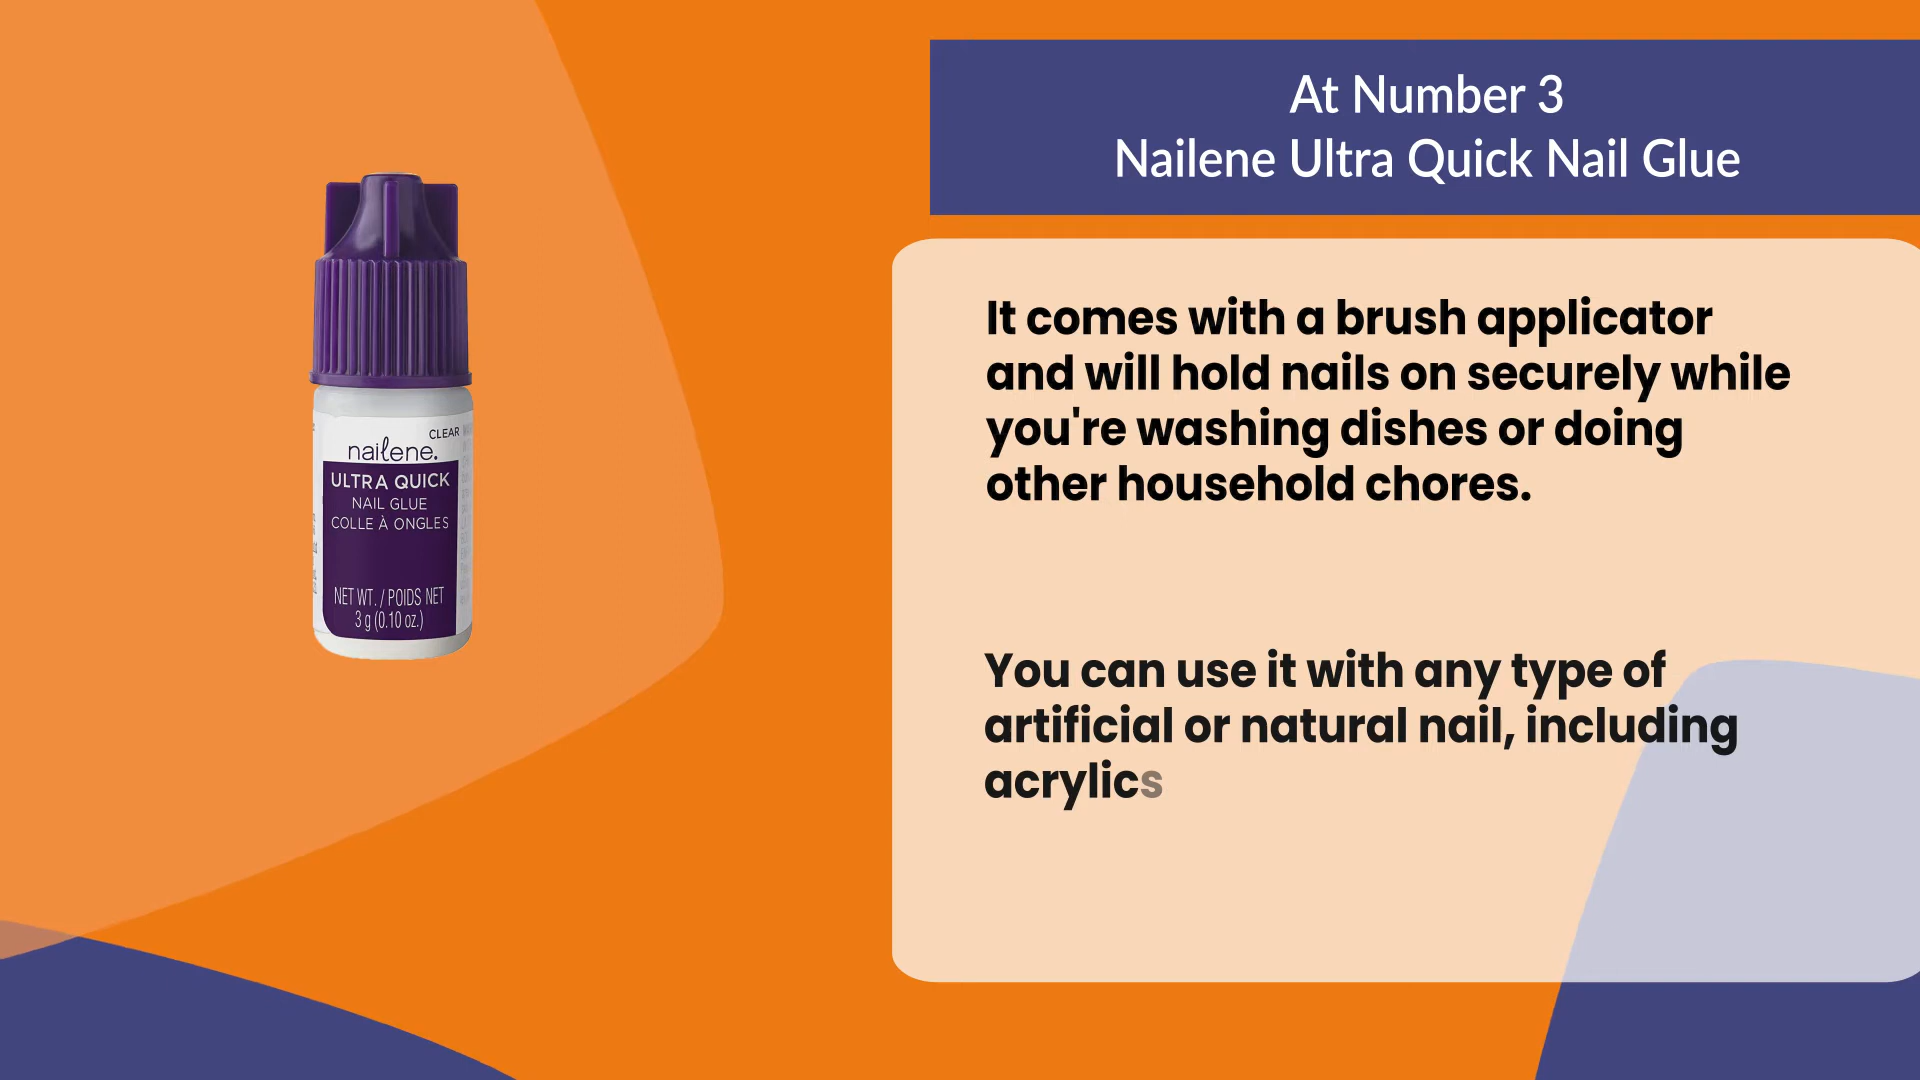 At Number 3
Nailene Ultra Quick Nail Glue
It comes with a brush applicator
and will hold nails on securely while
you're washing dishes or doing
other household chores.
You can use it with any type of
artificial or natural nail, including
acrylics
CLEAR
nailene.
ULTRA QUICK
NAIL GLUE
COLLE À ONGLES
NET WT. / POIDS NET
3 g (0.10 oz.)